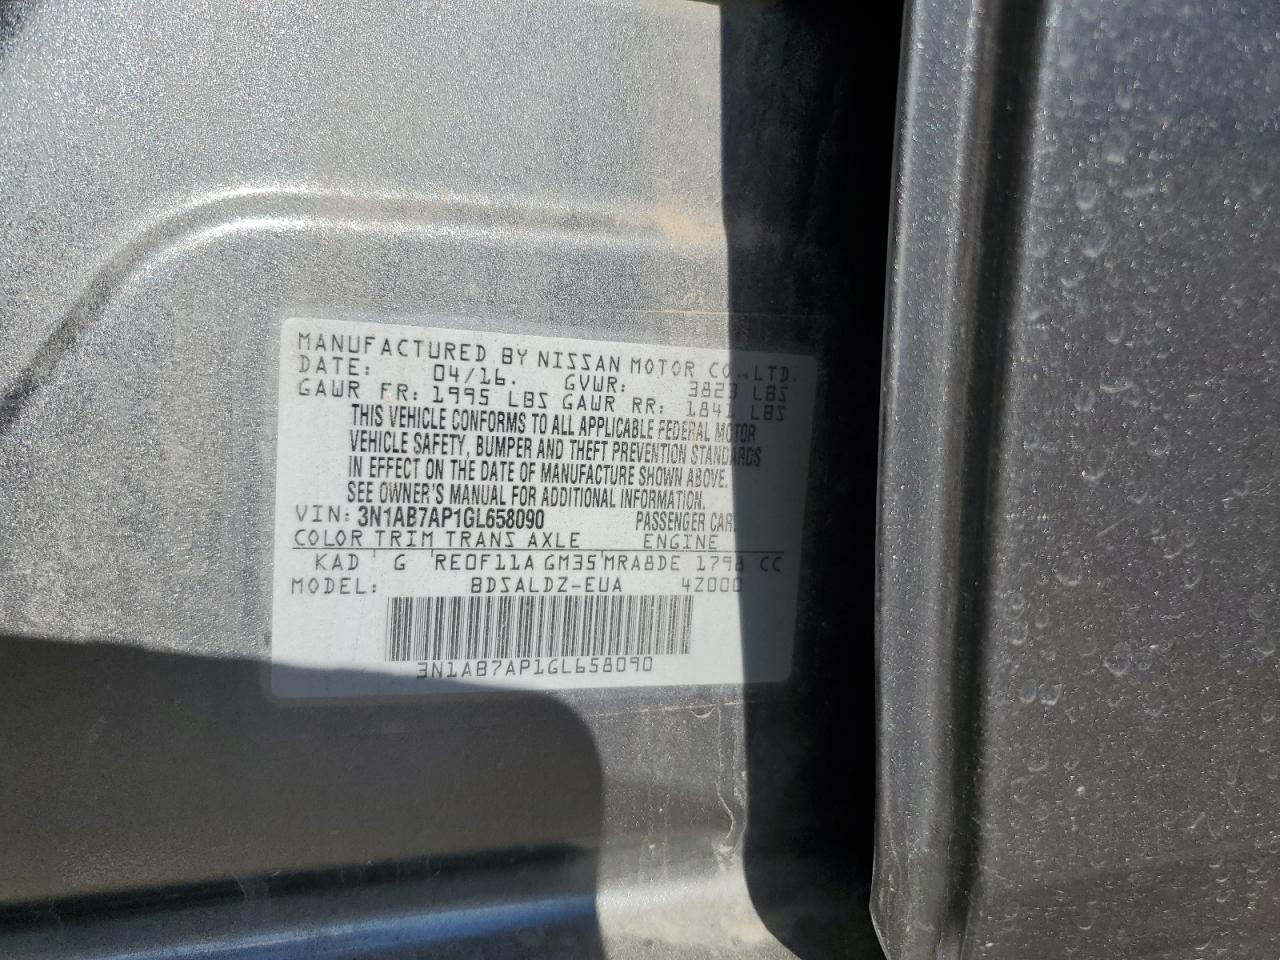 MANUFACTURED BY NISSAN MOTOR CO., LTD.
DATE: 04/16. GVWR: 3823 LBS
GAWR FR: 1995 LBS GAWR RR: 1841 LBS
THIS VEHICLE CONFORMS TO ALL APPLICABLE FEDERAL MOTOR
VEHICLE SAFETY, BUMPER AND THEFT PREVENTION STANDARDS
IN EFFECT ON THE DATE OF MANUFACTURE SHOWN ABOVE.
SEE OWNER'S MANUAL FOR ADDITIONAL INFORMATION.
VIN: 3N1AB7AP1GL658090 PASSENGER CAR.
COLOR TRIM TRANS AXLE ENGINE
KAD G RE0F11A GM35 MRA8DE 1798 CC
MODEL: BDSALDZ-EUA 4Z000
3N1AB7AP1GL658090